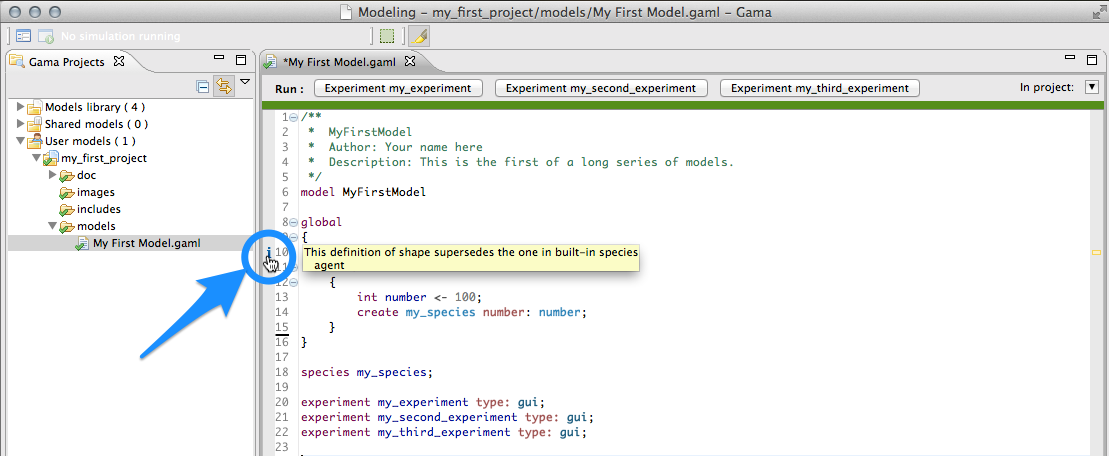 Modeling - my_first_project/models/My First Model.gaml - Gama
No simulation running
Gama Projects
*My First Model.gaml
Run :
Experiment my_experiment
Experiment my_second_experiment
Experiment my_third_experiment
In project:
Models library ( 4 )
Shared models ( 0 )
User models ( 1 )
my_first_project
doc
images
includes
models
My First Model.gaml
1 /**
2 * MyFirstModel
3 * Author: Your name here
4 * Description: This is the first of a long series of models.
5 */
6 model MyFirstModel
7
8 global
9 {
10
This definition of shape supersedes the one in built-in species
agent
11
12 {
13 int number <- 100;
14 create my_species number: number;
15 }
16 }
17
18 species my_species;
19
20 experiment my_experiment type: gui;
21 experiment my_second_experiment type: gui;
22 experiment my_third_experiment type: gui;
23